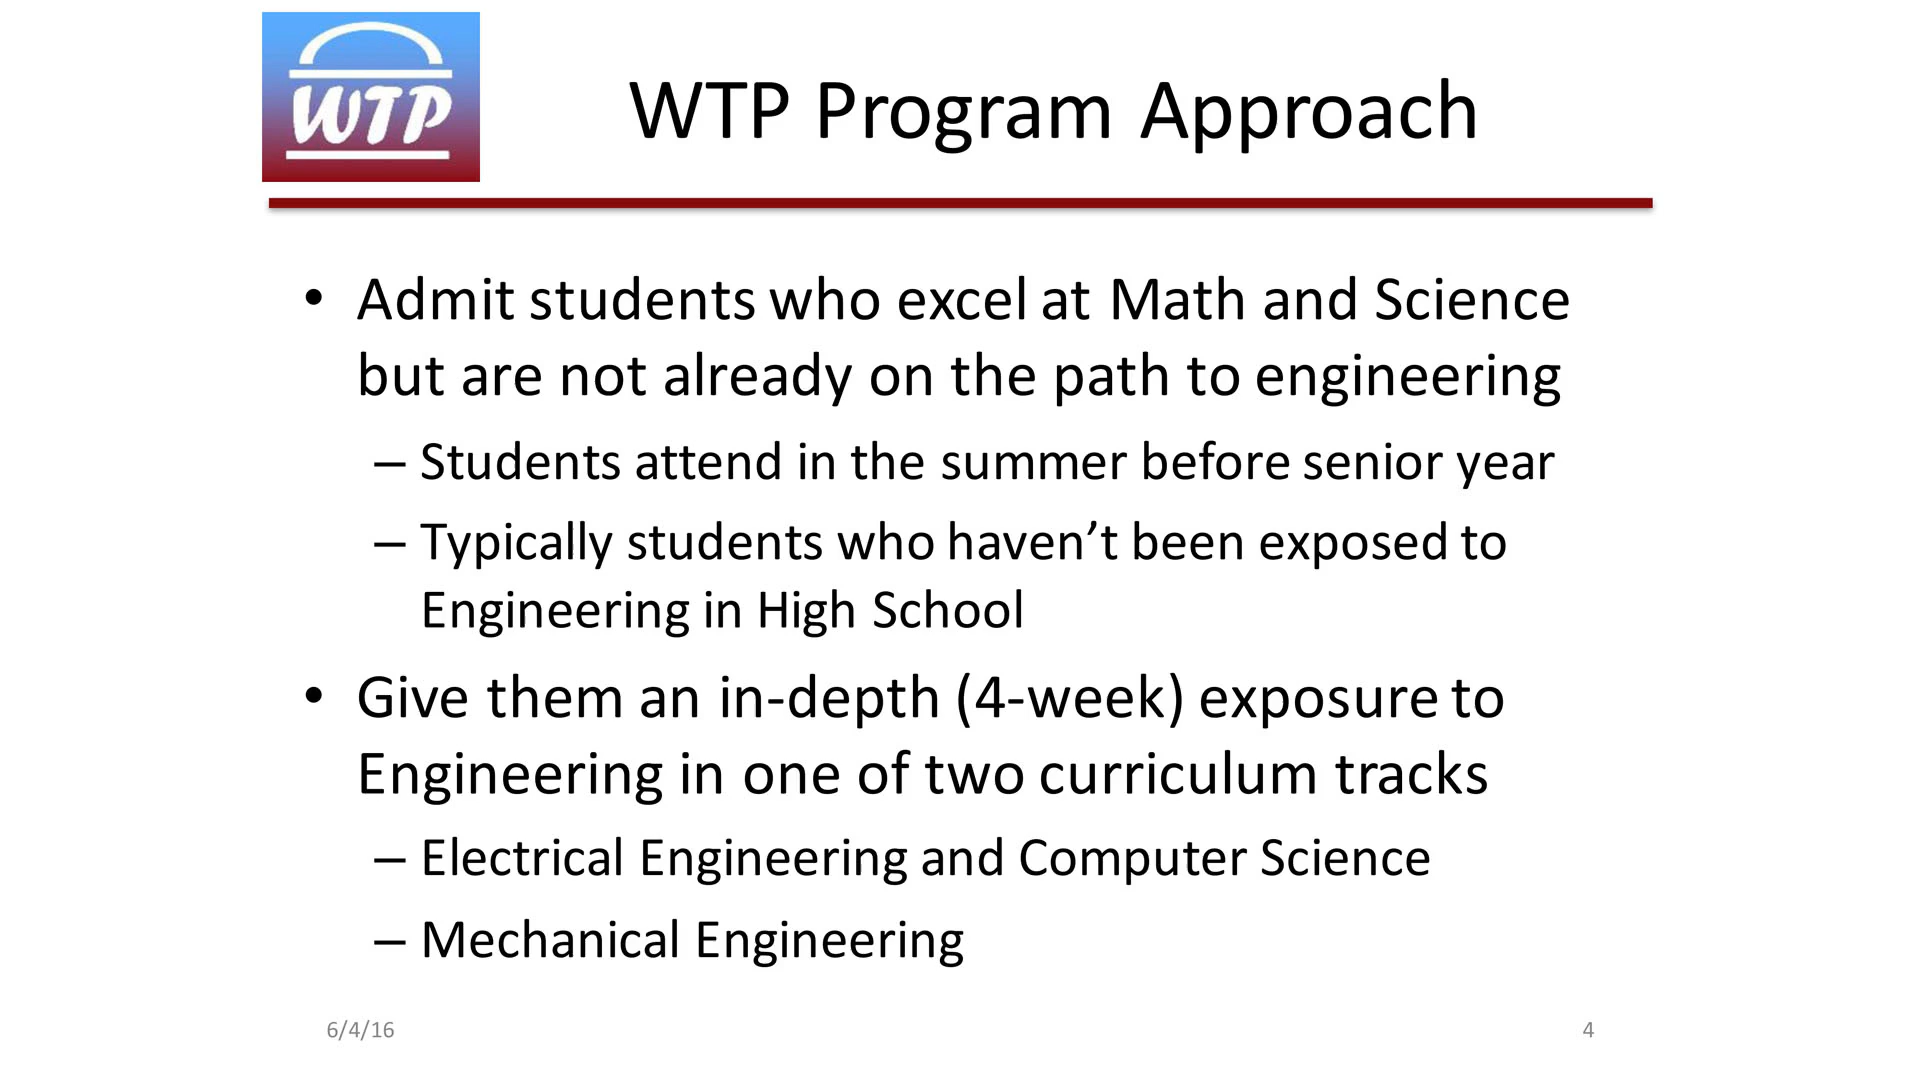 WTP
WTP Program Approach
• Admit students who excel at Math and Science
but are not already on the path to engineering
– Students attend in the summer before senior year
– Typically students who haven’t been exposed to
Engineering in High School
• Give them an in-depth (4-week) exposure to
Engineering in one of two curriculum tracks
– Electrical Engineering and Computer Science
– Mechanical Engineering
6/4/16
4